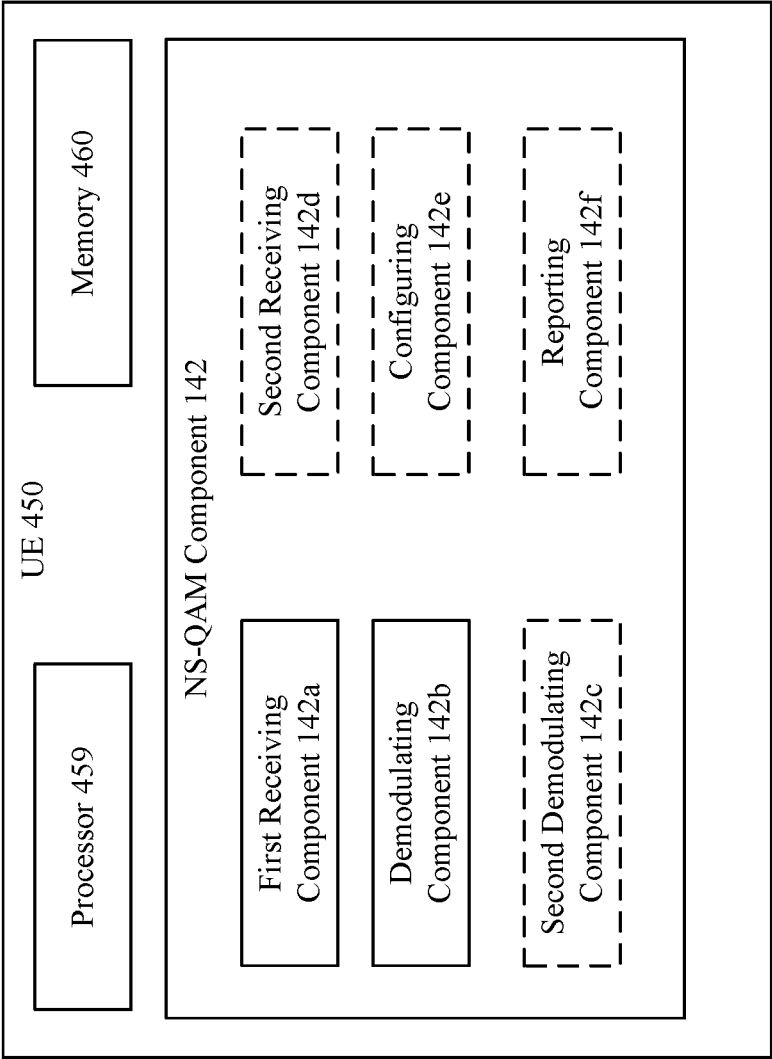 UE 450
Processor 459
Memory 460
NS-QAM Component 142
First Receiving
Component 142a
Second Receiving
Component 142d
Demodulating
Component 142b
Configuring
Component 142e
Second Demodulating
Component 142c
Reporting
Component 142f